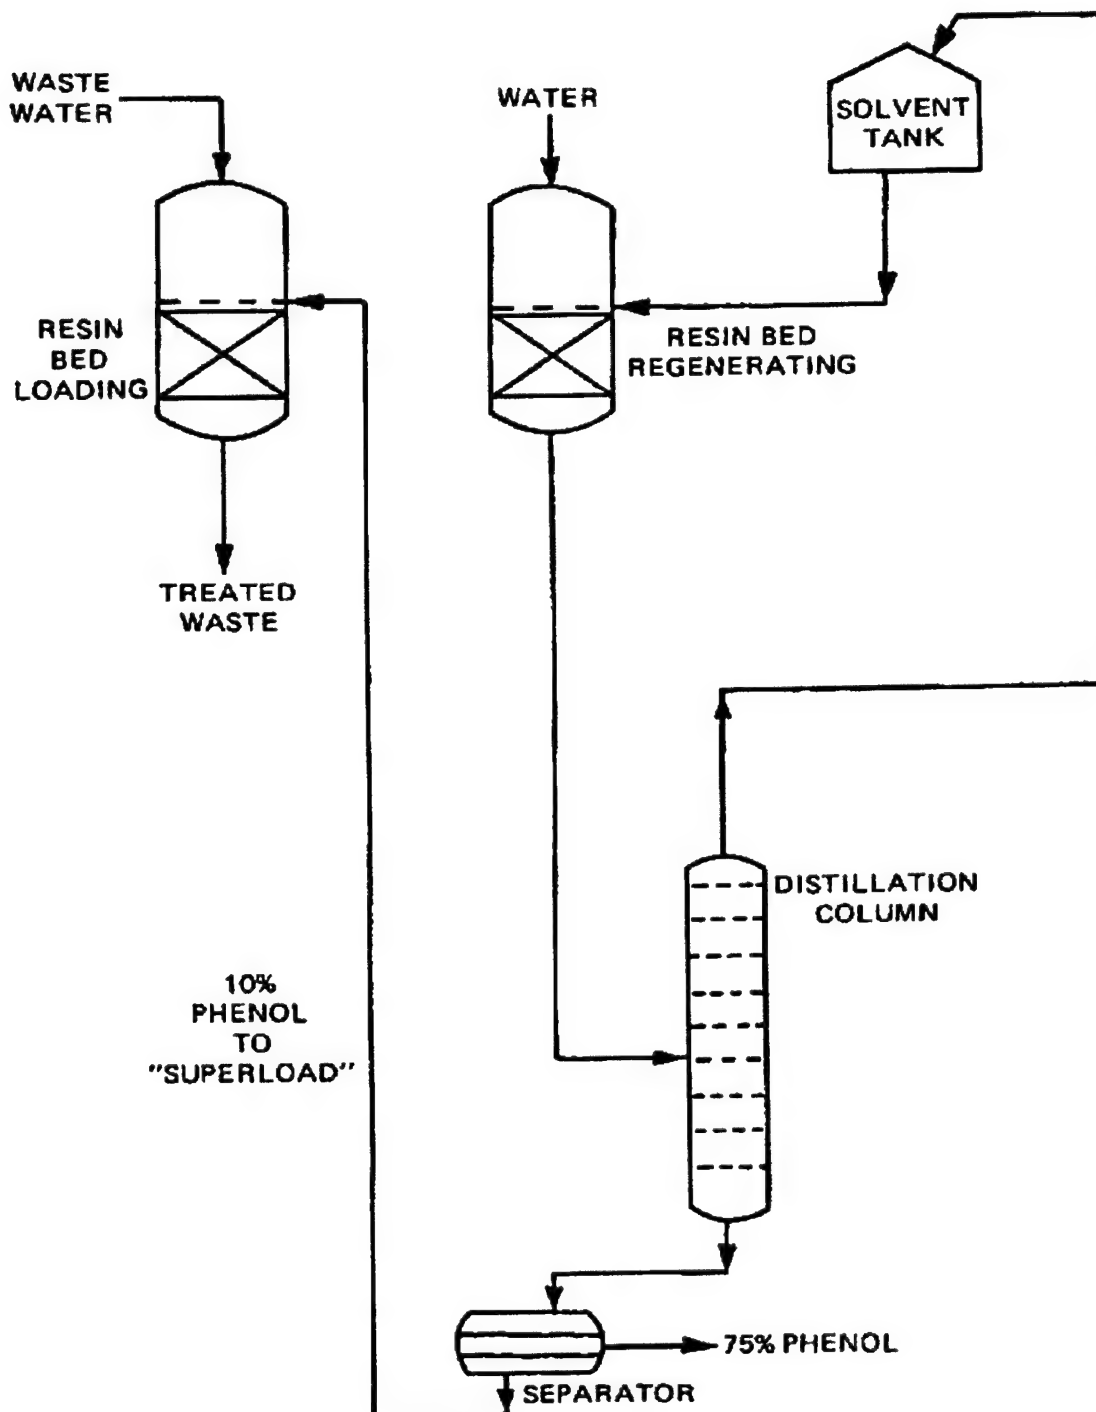 WASTE
WATER
WATER
SOLVENT
TANK
RESIN
BED
LOADING
RESIN BED
REGENERATING
TREATED
WASTE
DISTILLATION
COLUMN
10%
PHENOL
TO
"SUPERLOAD"
75% PHENOL
SEPARATOR